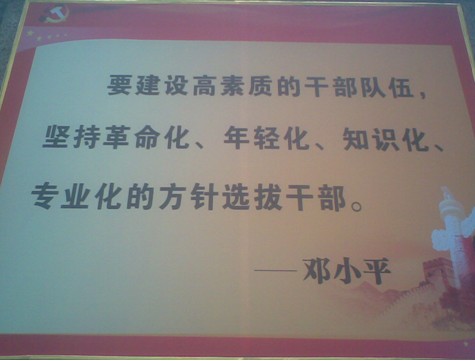 要建设高素质的干部队伍，
坚持革命化、年轻化、知识化、
专业化的方针选拔干部。
——邓小平